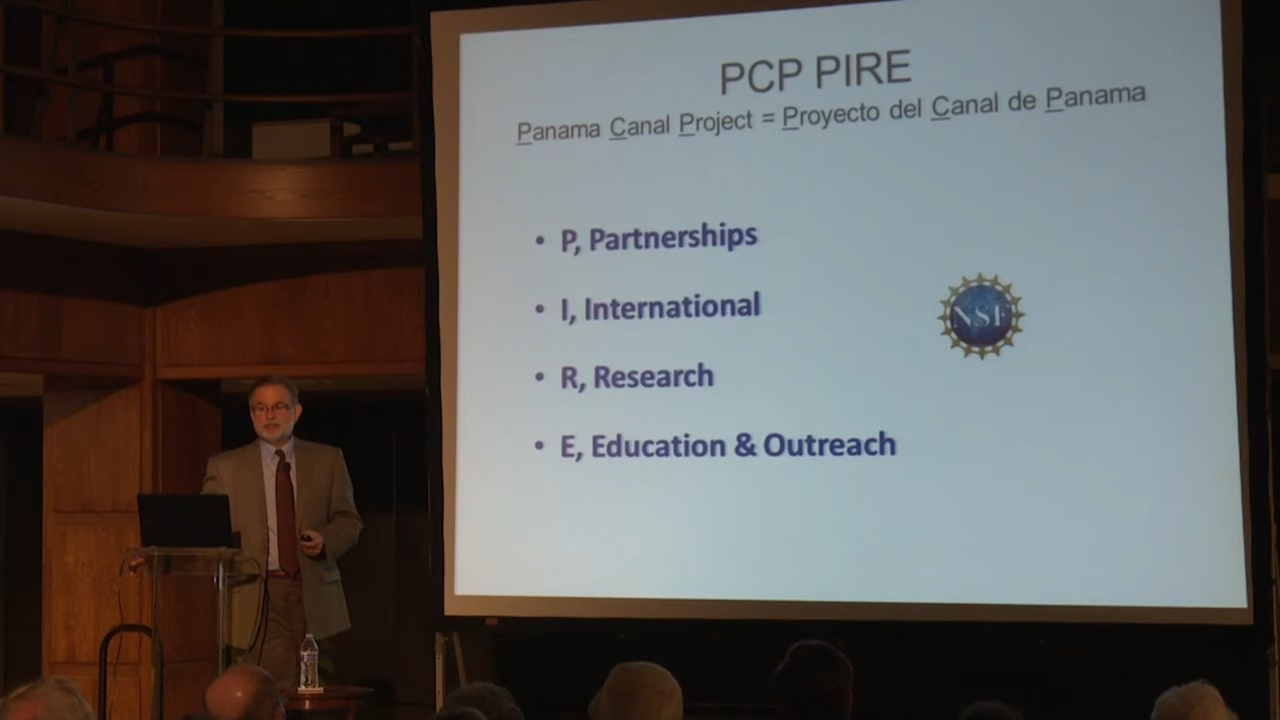 PCP PIRE
Panama Canal Project = Proyecto del Canal de Panama
• P, Partnerships
• I, International
• R, Research
• E, Education & Outreach
NSF